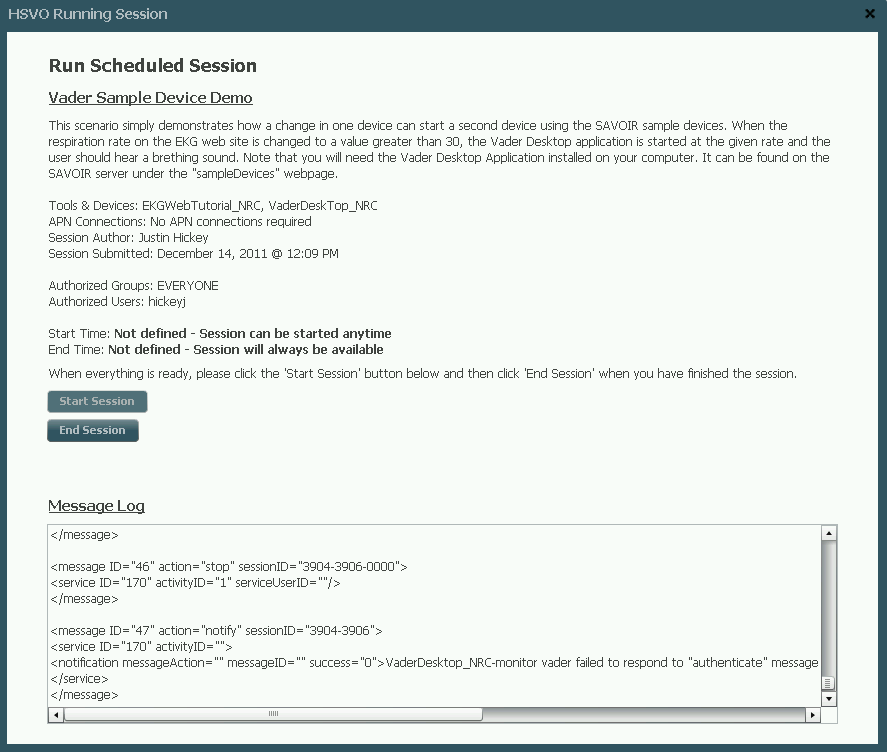 HSVO Running Session
Run Scheduled Session
Vader Sample Device Demo
This scenario simply demonstrates how a change in one device can start a second device using the SAVOIR sample devices. When the
respiration rate on the EKG web site is changed to a value greater than 30, the Vader Desktop application is started at the given rate and the
user should hear a brething sound. Note that you will need the Vader Desktop Application installed on your computer. It can be found on the
SAVOIR server under the "sampleDevices" webpage.
Tools & Devices: EKGWebTutorial_NRC, VaderDeskTop_NRC
APN Connections: No APN connections required
Session Author: Justin Hickey
Session Submitted: December 14, 2011 @ 12:09 PM
Authorized Groups: EVERYONE
Authorized Users: hickeyj
Start Time: Not defined - Session can be started anytime
End Time: Not defined - Session will always be available
When everything is ready, please click the 'Start Session' button below and then click 'End Session' when you have finished the session.
Start Session
End Session
Message Log
</message>
<message ID="46" action="stop" sessionID="3904-3906-0000">
<service ID="170" activityID="1" serviceUserID=""/>
</message>
<message ID="47" action="notify" sessionID="3904-3906">
<service ID="170" activityID="">
<notification messageAction="" messageID="" success="0">VaderDesktop_NRC-monitor vader failed to respond to "authenticate" message
</service>
</message>